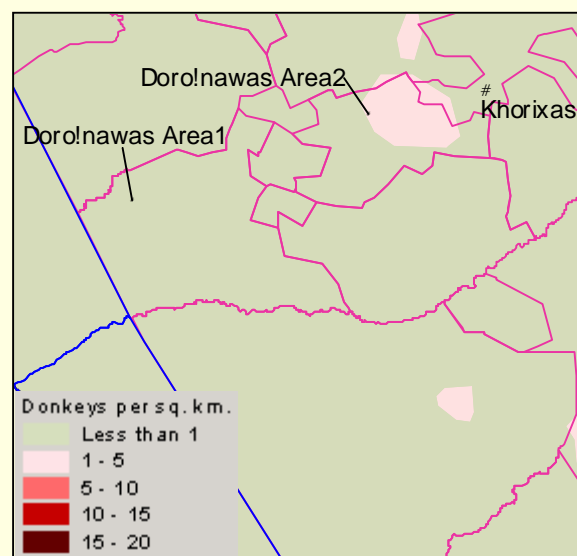 Doro!nawas Area2
#
Khorixas
Doro!nawas Area1
Donkeys per sq. km.
Less than 1
1 - 5
5 - 10
10 - 15
15 - 20